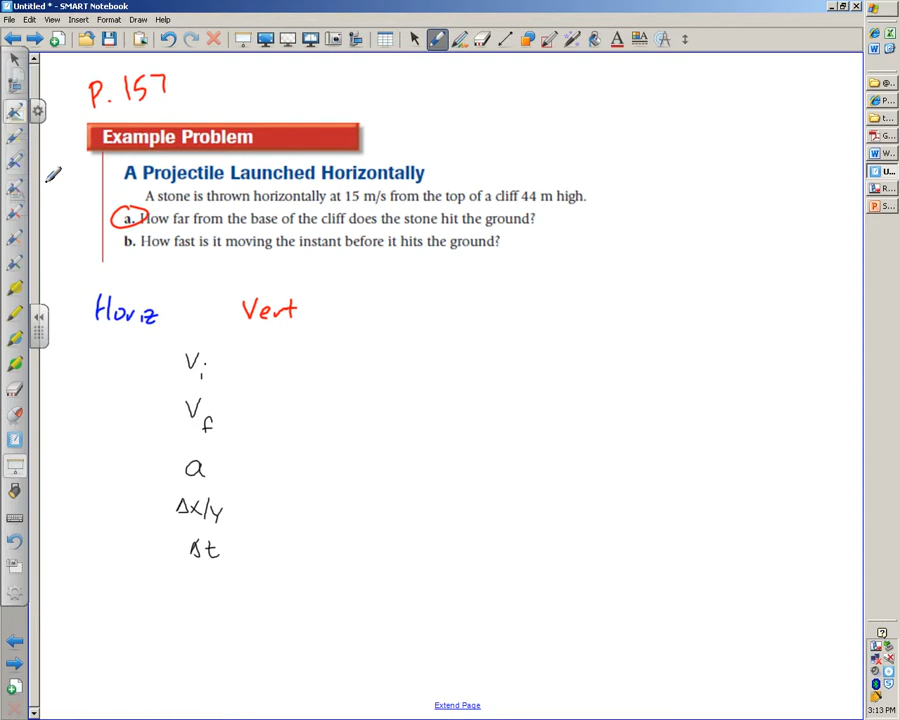 Untitled * - SMART Notebook
File Edit View Insert Format Draw Help
P. 157
Example Problem
A Projectile Launched Horizontally
A stone is thrown horizontally at 15 m/s from the top of a cliff 44 m high.
a. How far from the base of the cliff does the stone hit the ground?
b. How fast is it moving the instant before it hits the ground?
Horiz Vert
Vi
Vf
a
Δx/y
Δt
Extend Page
@...
P...
t...
G...
W...
U...
R...
S...
3:13 PM